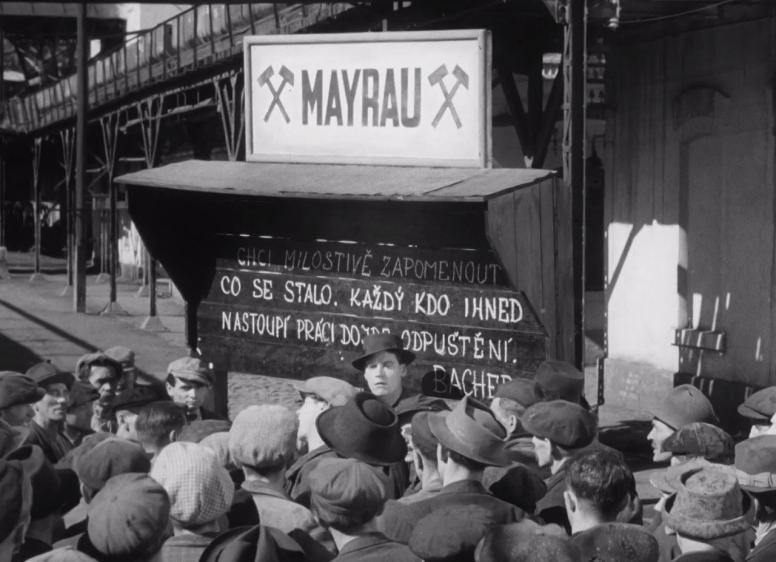 MAYRAU
CHCI MILOSTIVĚ ZAPOMENOUT
CO SE STALO. KAŽDÝ KDO IHNED
NASTOUPÍ PRÁCI ODPUŠTĚNÍ.
BACHER